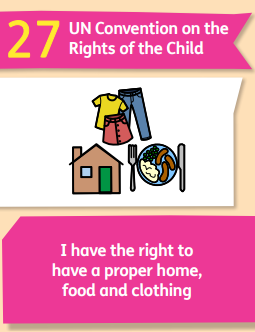 27 UN Convention on the
Rights of the Child
I have the right to
have a proper home,
food and clothing